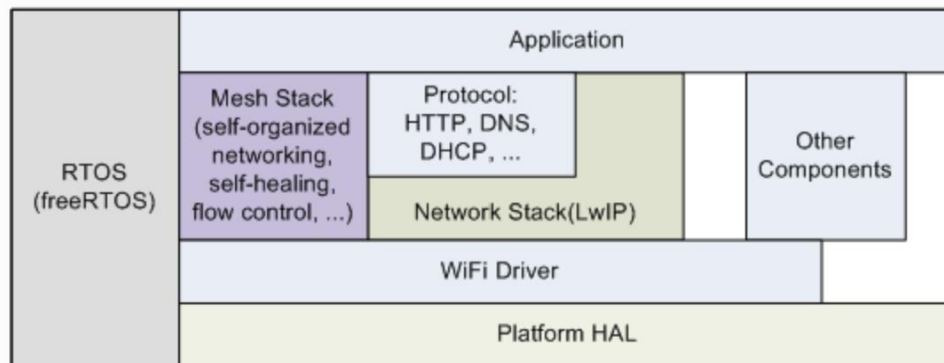 Application
RTOS
(freeRTOS)
Mesh Stack
(self-organized
networking,
self-healing,
flow control, ...)
Protocol:
HTTP, DNS,
DHCP, ...
Network Stack(LwIP)
Other
Components
WiFi Driver
Platform HAL